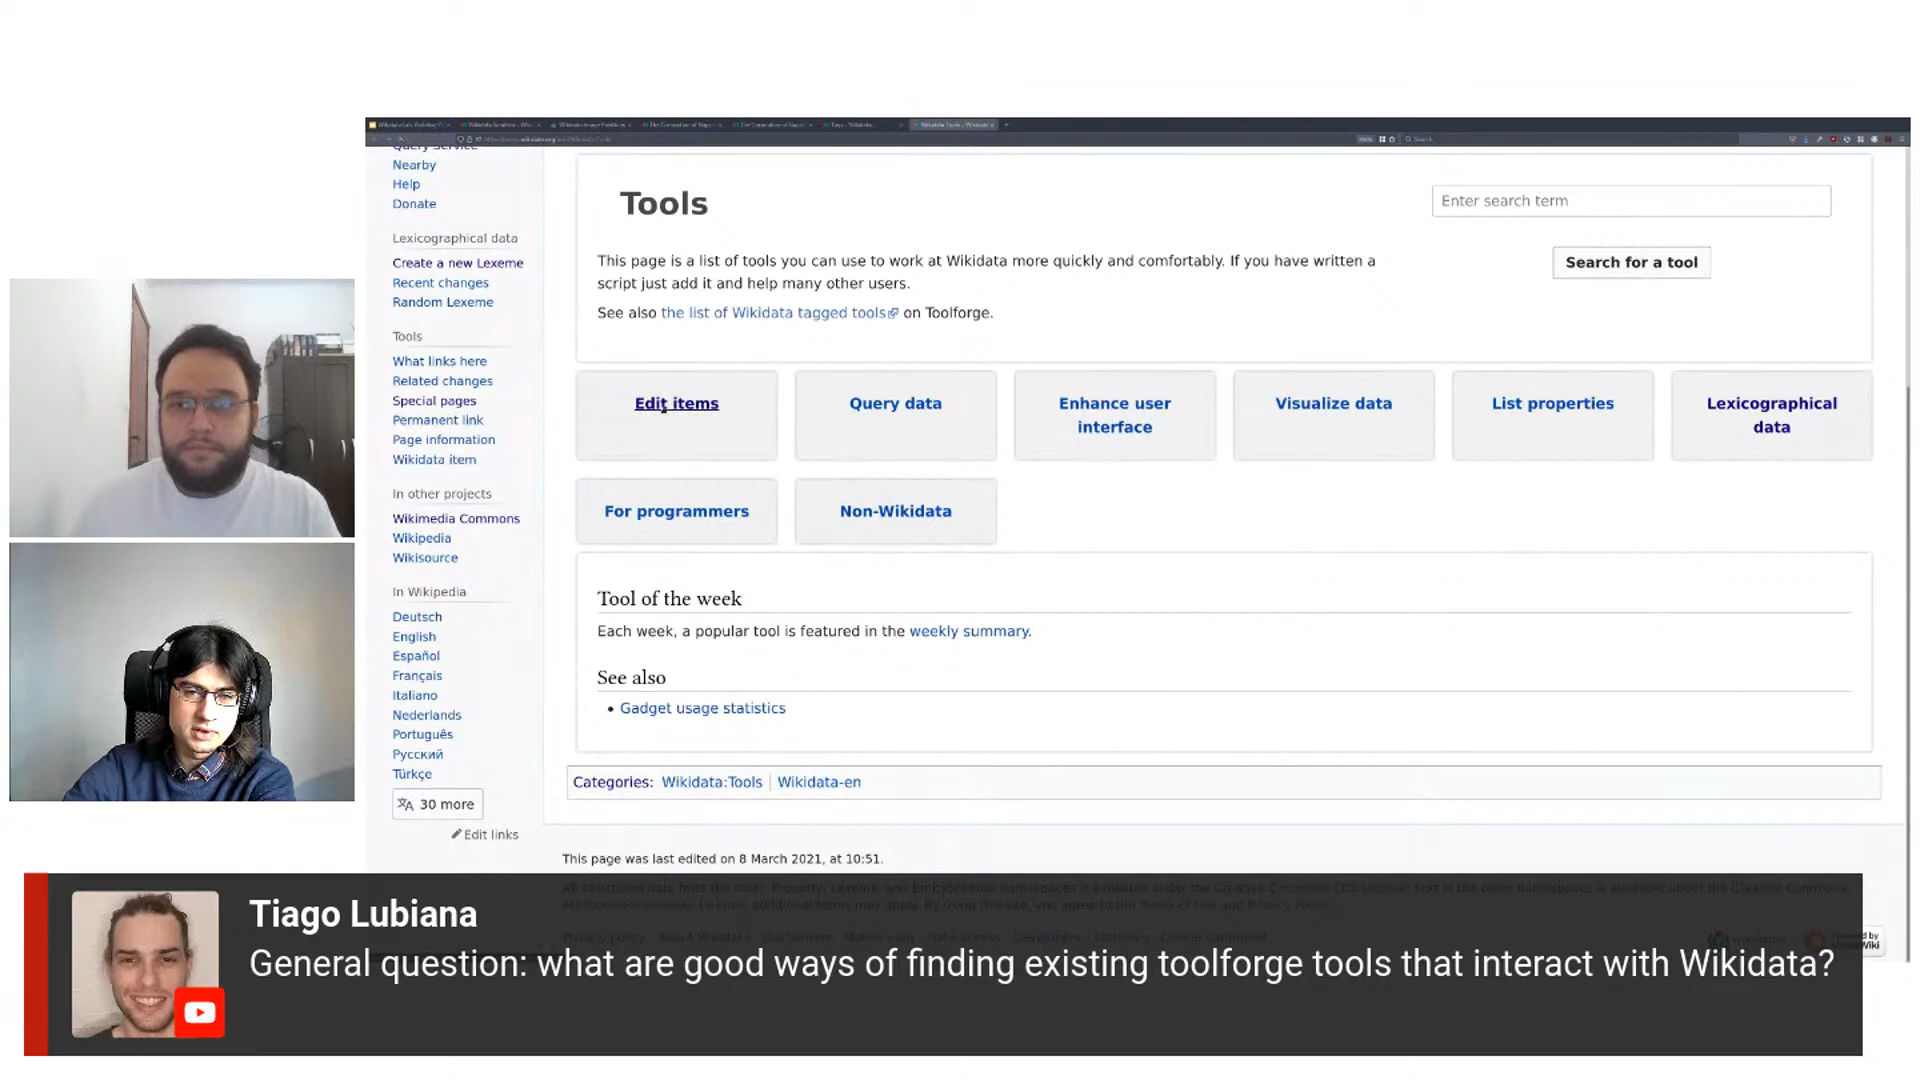 Nearby
Help
Donate
Lexicographical data
Create a new Lexeme
Recent changes
Random Lexeme
Tools
What links here
Related changes
Special pages
Permanent link
Page information
Wikidata item
In other projects
Wikimedia Commons
Wikipedia
Wikisource
In Wikipedia
Deutsch
English
Español
Français
Italiano
Nederlands
Português
Русский
Türkçe
30 more
Edit links
Tools
Enter search term
Search for a tool
This page is a list of tools you can use to work at Wikidata more quickly and comfortably. If you have written a
script just add it and help many other users.
See also the list of Wikidata tagged tools on Toolforge.
Edit items
Query data
Enhance user
interface
Visualize data
List properties
Lexicographical
data
For programmers
Non-Wikidata
Tool of the week
Each week, a popular tool is featured in the weekly summary.
See also
• Gadget usage statistics
Categories: Wikidata:Tools | Wikidata-en
This page was last edited on 8 March 2021, at 10:51.
Tiago Lubiana
General question: what are good ways of finding existing toolforge tools that interact with Wikidata?